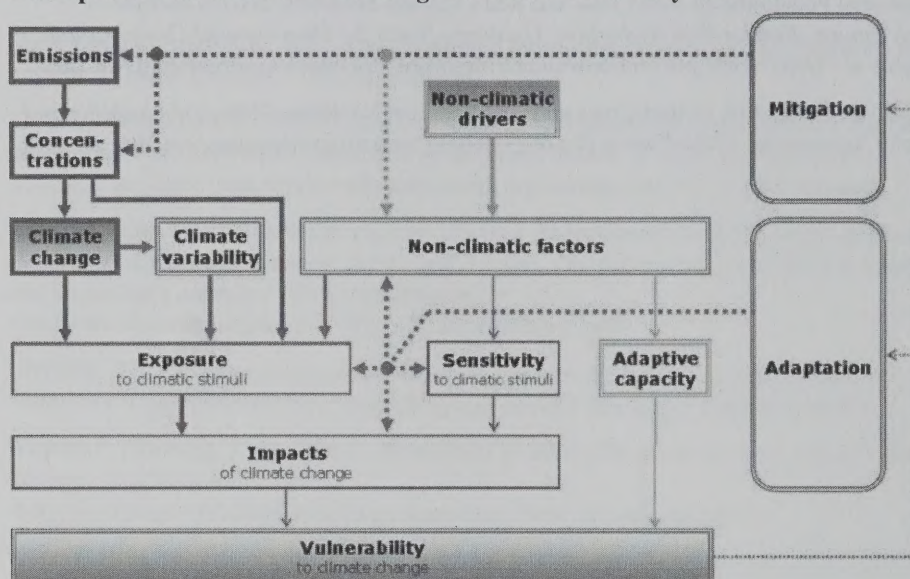 Emissions
Non-climatic
drivers
Mitigation
Concen-
trations
Climate
change
Climate
variability
Non-climatic factors
Exposure
to climatic stimuli
Sensitivity
to climatic stimuli
Adaptive
capacity
Adaptation
Impacts
of climate change
Vulnerability
to climate change